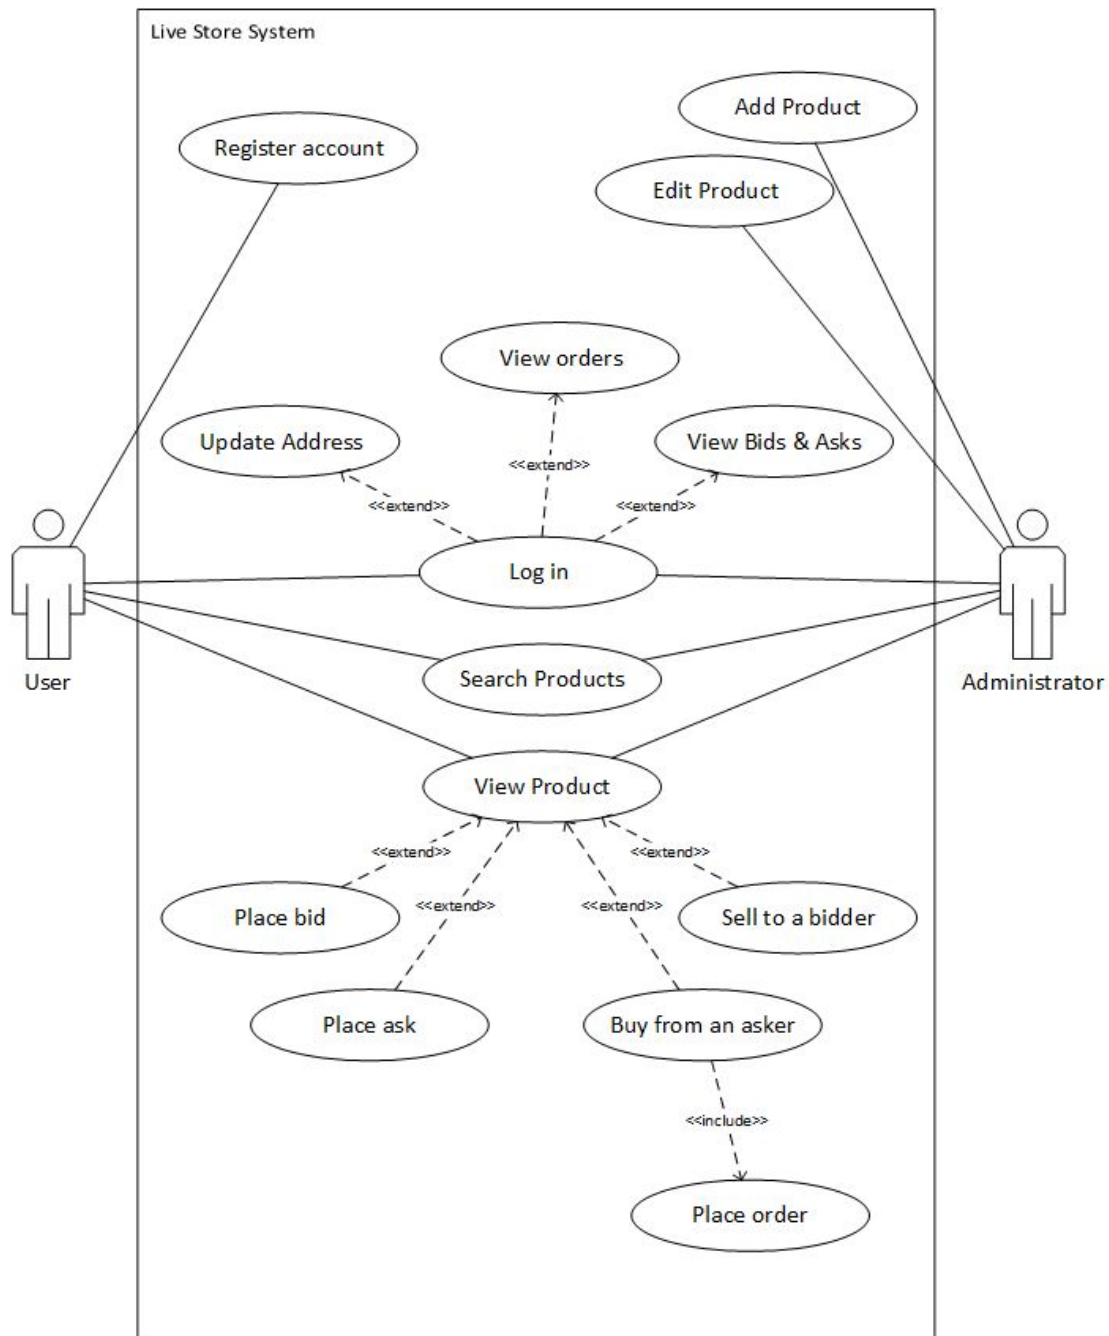 Live Store System
Add Product
Register account
Edit Product
View orders
Update Address
View Bids & Asks
<<extend>>
<<extend>>
<<extend>>
Log in
Search Products
User
Administrator
View Product
<<extend>>
<<extend>>
<<extend>>
<<extend>>
Place bid
Sell to a bidder
Place ask
Buy from an asker
<<include>>
Place order